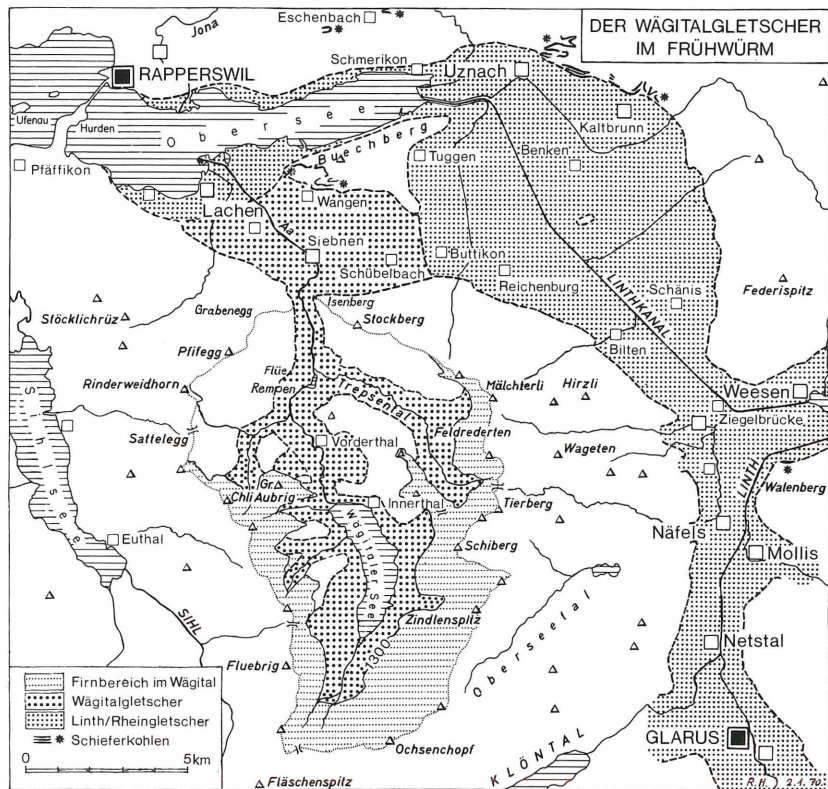 DER WÄGITALGLETSCHER
IM FRÜHWÜRM
Eschenbach
Jona
Schmerikon
Uznach
RAPPERSWIL
Kaltbrunn
Ufenau
Hurden
Obersee
Buechberg
Tuggen
Benken
Pfäffikon
Lachen
Wangen
Aa
Siebnen
Schübelbach
Buttikon
Reichenburg
LINTHKANAL
Schänis
Federispitz
Stöcklichrüz
Grabenegg
Isenberg
Stockberg
Bilten
Pfifegg
Flüe
Rempen
Trepsental
Mälchterli
Hirzli
Weesen
Rinderweidhorn
Ziegelbrücke
Sihlsee
Sattelegg
Vorderthal
Feldrederten
Wageten
LINTH
Walenberg
Gr.
Chli Aubrig
Innerthal
Tierberg
Euthal
Wägitaler See
Schiberg
Näfels
Mollis
SIHL
Zindlenspitz
Oberseetal
Netstal
Fluebrig
1300
Firnbereich im Wägital
Wägitalgletscher
Linth/Rheingletscher
Schieferkohlen
0
5km
Ochsenchopf
KLÖNTAL
GLARUS
Fläschenspitz
R.H. 2.1.70.